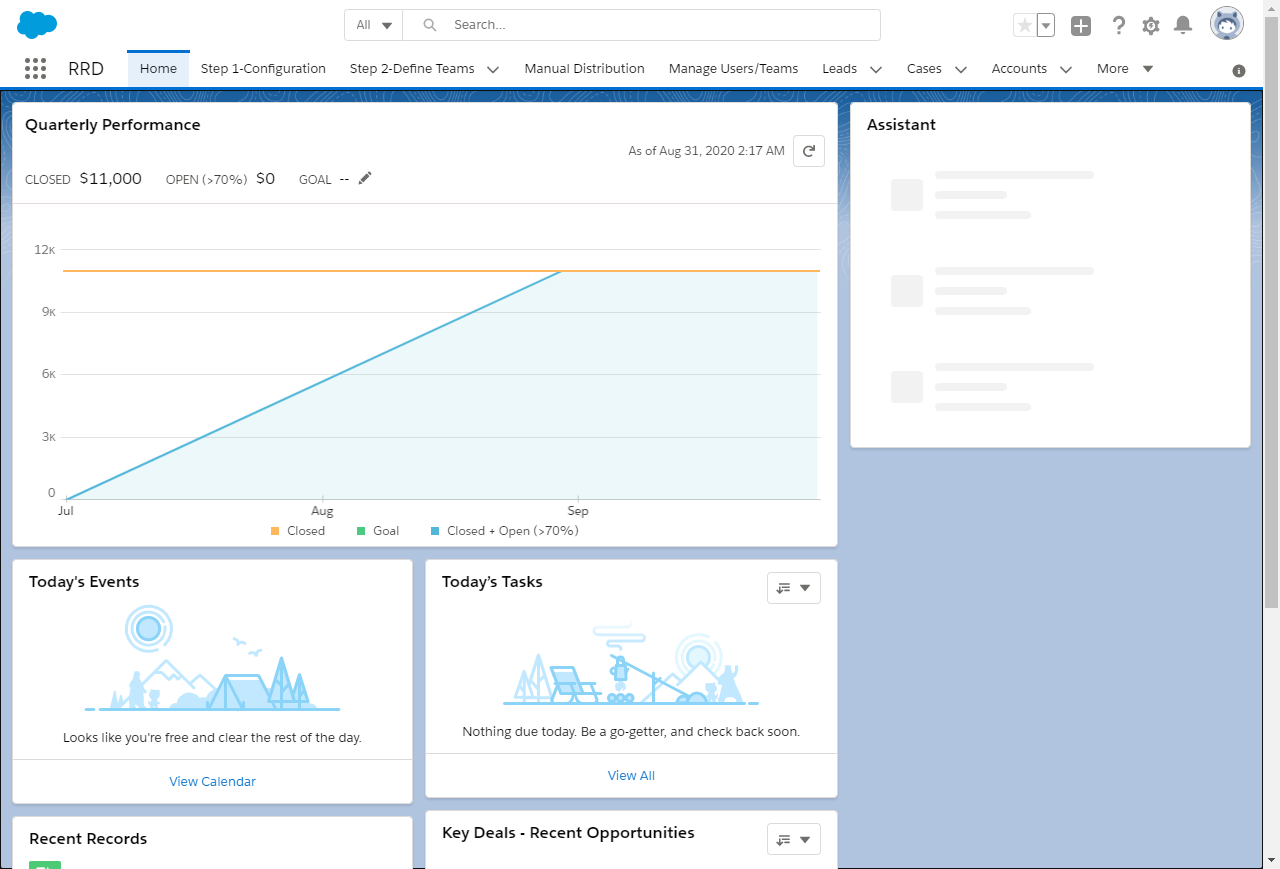 All
Search...
RRD
Home
Step 1-Configuration
Step 2-Define Teams
Manual Distribution
Manage Users/Teams
Leads
Cases
Accounts
More
Quarterly Performance
As of Aug 31, 2020 2:17 AM
CLOSED $11,000 OPEN (>70%) $0 GOAL --
12K
9K
6K
3K
0
Jul Aug Sep
Closed Goal Closed + Open (>70%)
Assistant
Today's Events
Looks like you're free and clear the rest of the day.
View Calendar
Today’s Tasks
Nothing due today. Be a go-getter, and check back soon.
View All
Recent Records
Key Deals - Recent Opportunities